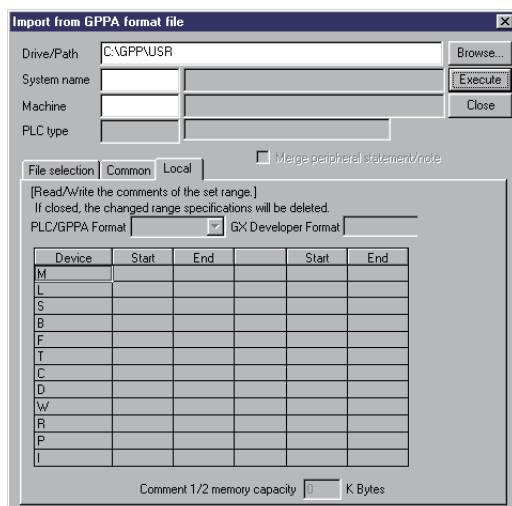 Import from GPPA format file
Drive/Path C:\GPP\USR Browse...
System name Execute
Machine Close
PLC type
Merge peripheral statement/note
File selection Common Local
[Read/Write the comments of the set range.]
If closed, the changed range specifications will be deleted.
PLC/GPPA Format GX Developer Format
Device Start End Start End
M
L
S
B
F
T
C
D
W
R
P
I
Comment 1/2 memory capacity 0 K Bytes